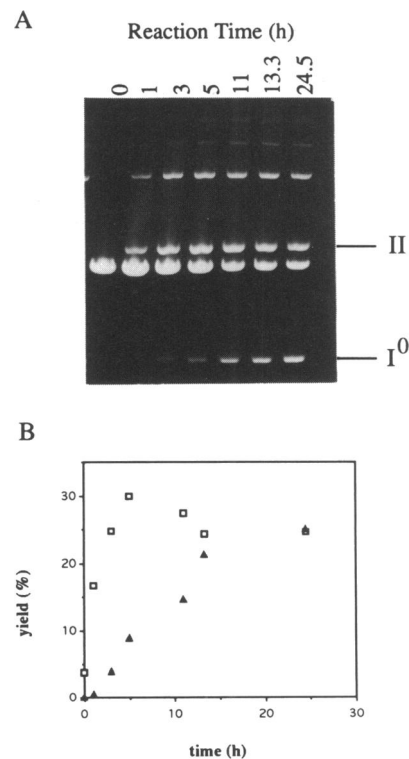 A
Reaction Time (h)
0 1 3 5 11 13.3 24.5
II
I⁰
B
yield (%)
30
20
10
0
0 10 20 30
time (h)